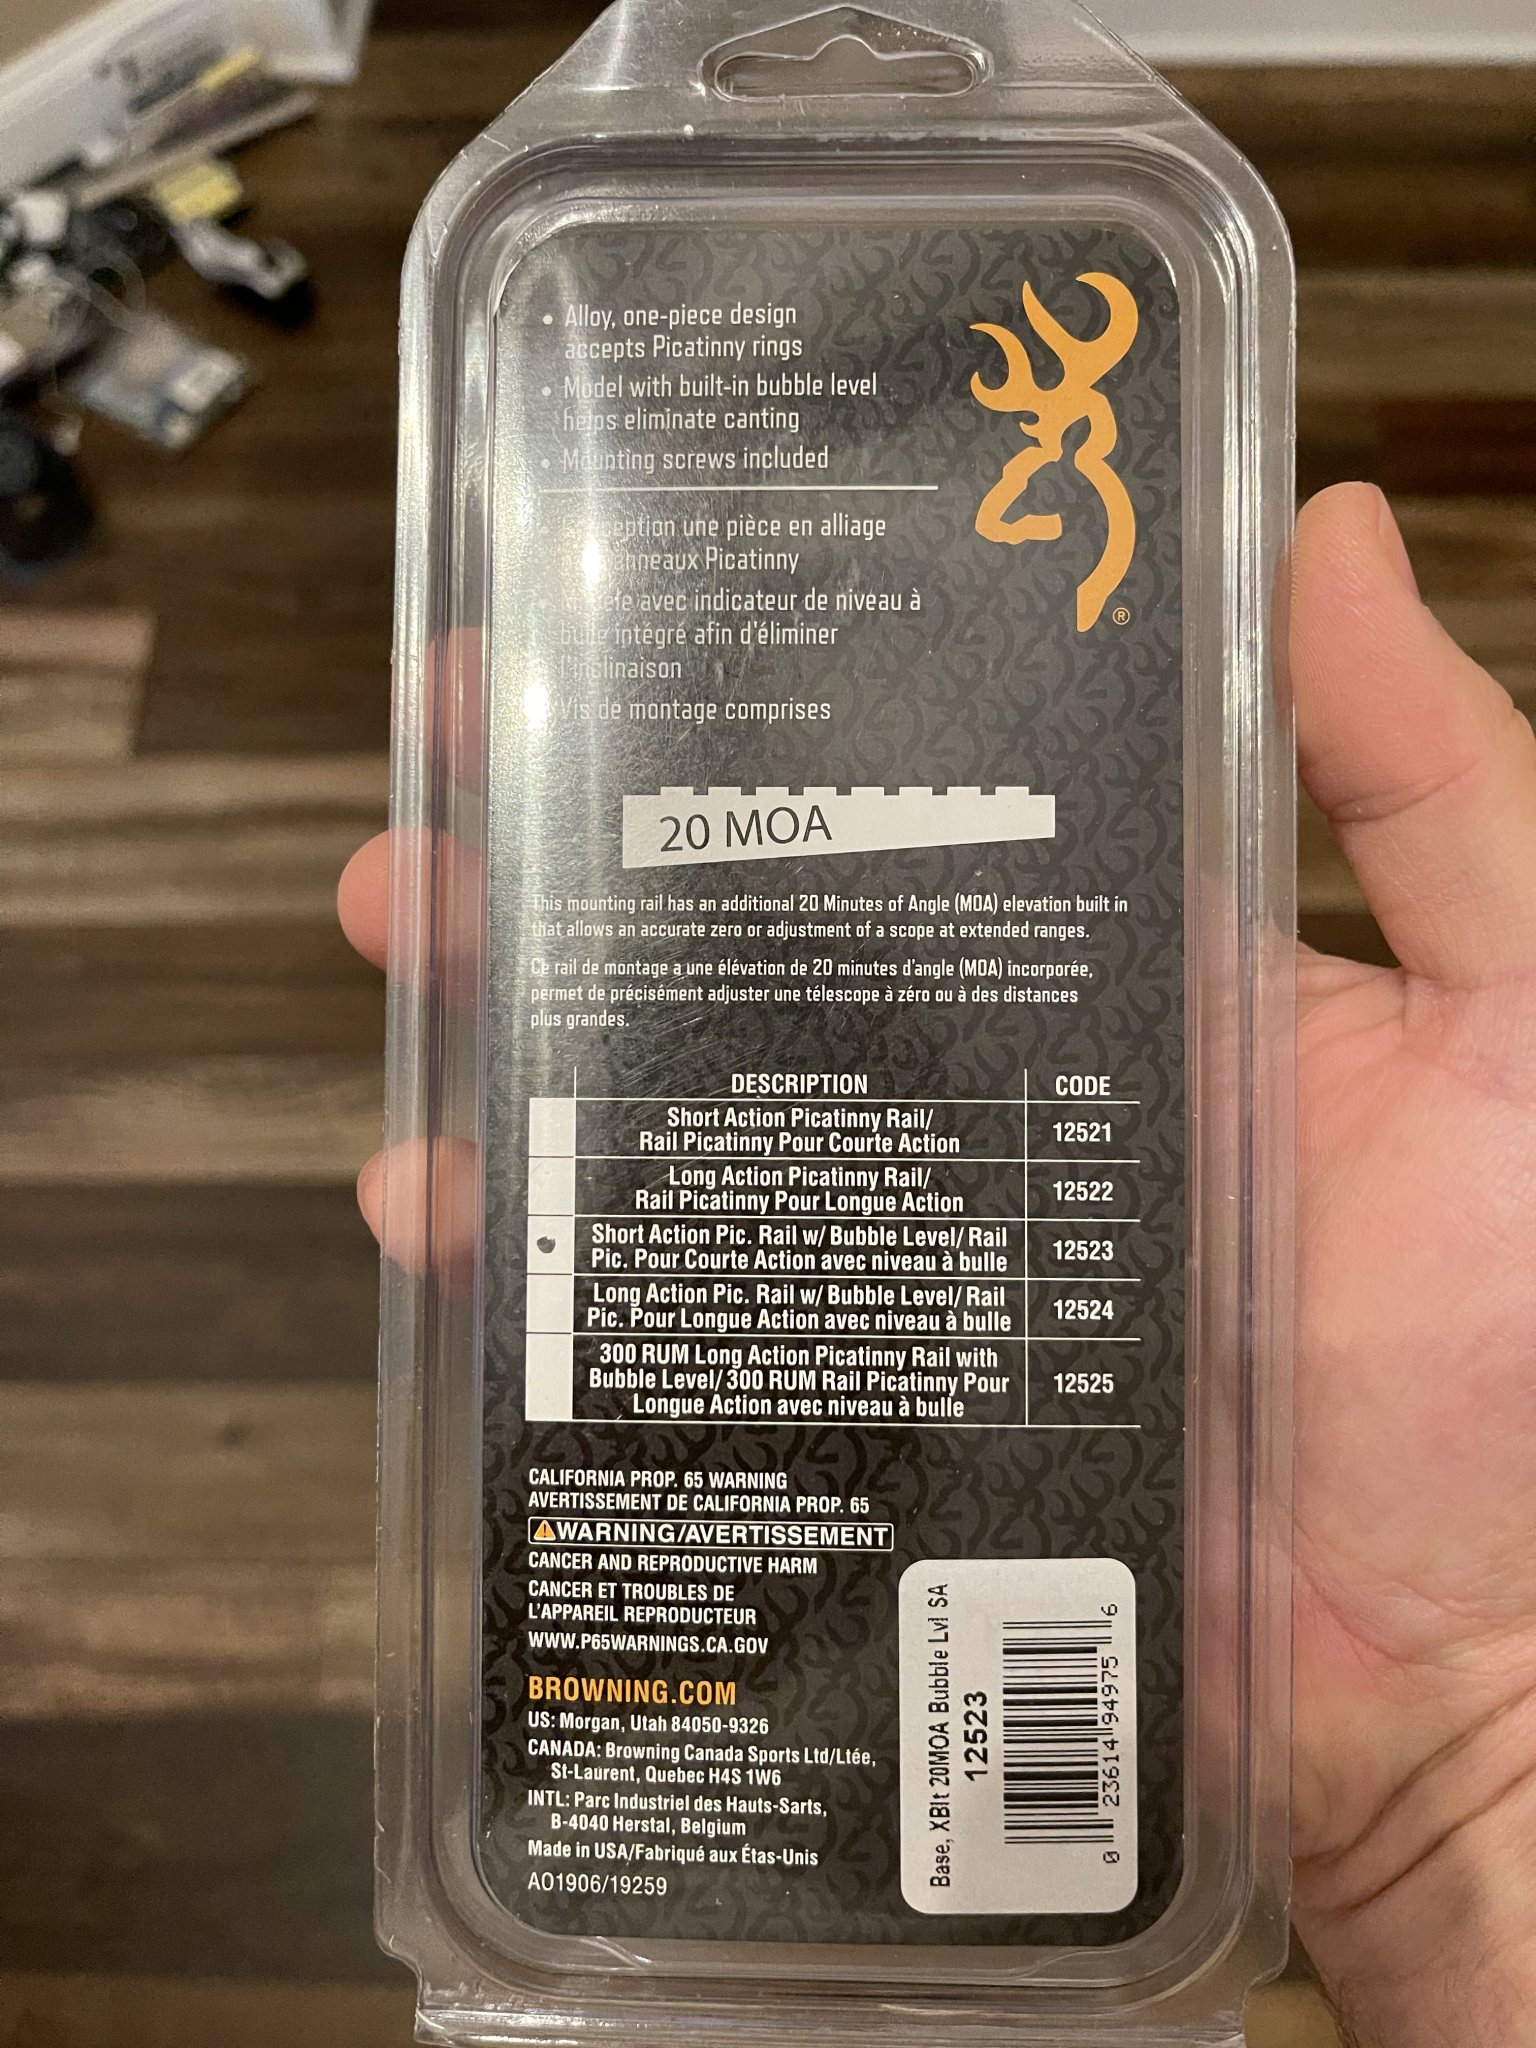 • Alloy, one-piece design
accepts Picatinny rings
• Model with built-in bubble level
helps eliminate canting
• Mounting screws included
une pièce en alliage
Picatinny
avec indicateur de niveau à
bulle intégré afin d'éliminer
l'inclinaison
Vis de montage comprises
®
20 MOA
This mounting rail has an additional 20 Minutes of Angle (MOA) elevation built in
that allows an accurate zero or adjustment of a scope at extended ranges.
Ce rail de montage a une élévation de 20 minutes d'angle (MOA) incorporée,
permet de précisément adjuster une télescope à zéro ou à des distances
plus grandes.
DESCRIPTION CODE
Short Action Picatinny Rail/
Rail Picatinny Pour Courte Action 12521
Long Action Picatinny Rail/
Rail Picatinny Pour Longue Action 12522
Short Action Pic. Rail w/ Bubble Level/ Rail
Pic. Pour Courte Action avec niveau à bulle 12523
Long Action Pic. Rail w/ Bubble Level/ Rail
Pic. Pour Longue Action avec niveau à bulle 12524
300 RUM Long Action Picatinny Rail with
Bubble Level/ 300 RUM Rail Picatinny Pour 12525
Longue Action avec niveau à bulle
CALIFORNIA PROP. 65 WARNING
AVERTISSEMENT DE CALIFORNIA PROP. 65
WARNING/AVERTISSEMENT
CANCER AND REPRODUCTIVE HARM
CANCER ET TROUBLES DE
L'APPAREIL REPRODUCTEUR
WWW.P65WARNINGS.CA.GOV
BROWNING.COM
US: Morgan, Utah 84050-9326
CANADA: Browning Canada Sports Ltd/Ltée,
St-Laurent, Quebec H4S 1W6
INTL: Parc Industriel des Hauts-Sarts,
B-4040 Herstal, Belgium
Made in USA/Fabriqué aux Étas-Unis
AO1906/19259
Base, XBlt 20MOA Bubble Lvl SA
12523
0 23614 94975 6